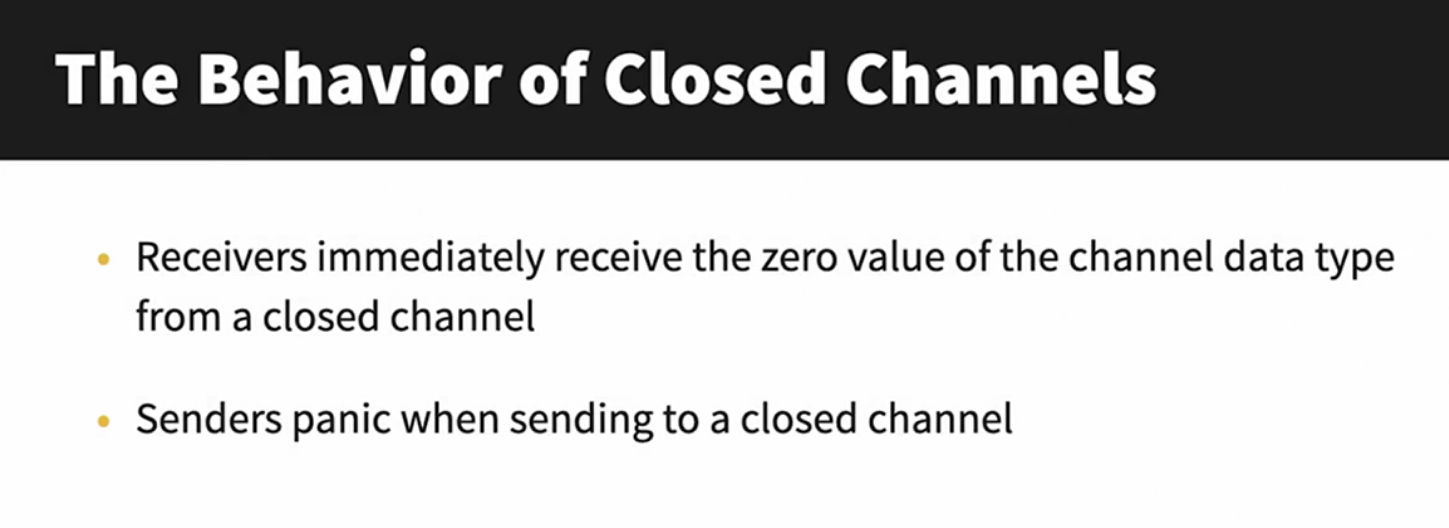 The Behavior of Closed Channels
• Receivers immediately receive the zero value of the channel data type
from a closed channel
• Senders panic when sending to a closed channel